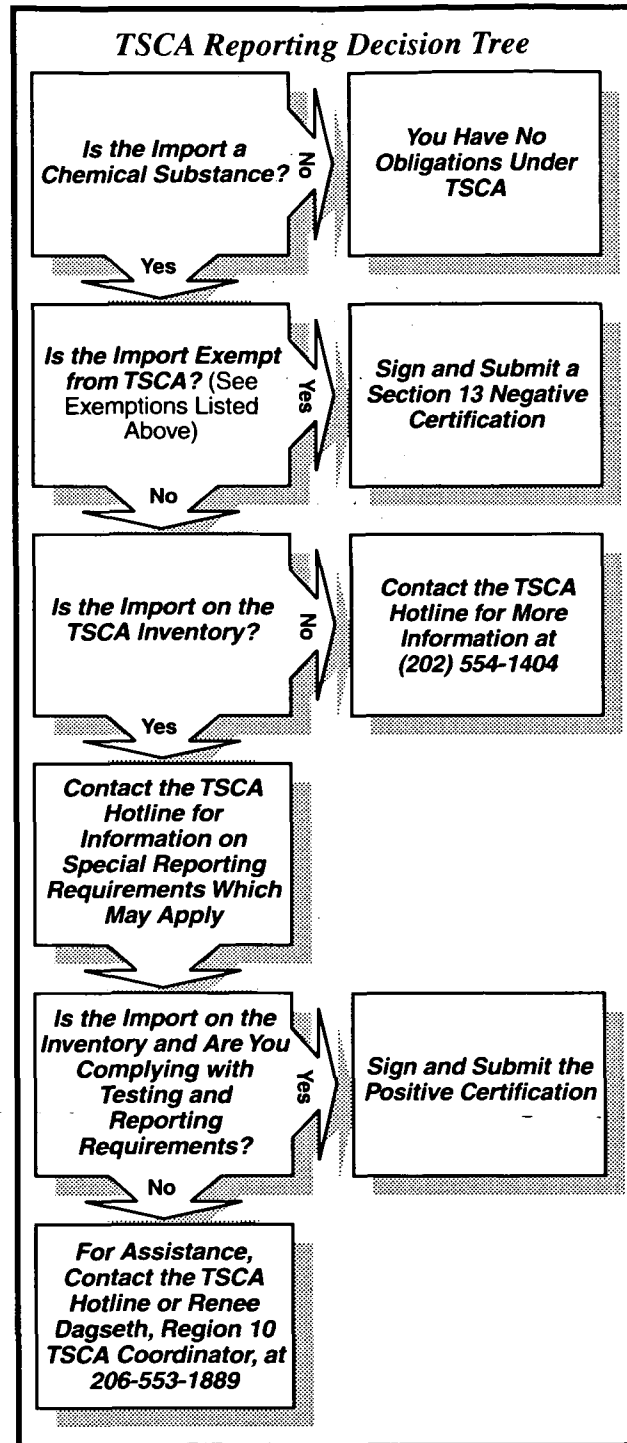 TSCA Reporting Decision Tree
Is the Import a
Chemical Substance?
No
You Have No
Obligations Under
TSCA
Yes
Is the Import Exempt
from TSCA? (See
Exemptions Listed
Above)
Yes
Sign and Submit a
Section 13 Negative
Certification
No
Is the Import on the
TSCA Inventory?
No
Contact the TSCA
Hotline for More
Information at
(202) 554-1404
Yes
Contact the TSCA
Hotline for
Information on
Special Reporting
Requirements Which
May Apply
Is the Import on the
Inventory and Are You
Complying with
Testing and
Reporting
Requirements?
Yes
Sign and Submit the
Positive Certification
No
For Assistance,
Contact the TSCA
Hotline or Renee
Dagseth, Region 10
TSCA Coordinator, at
206-553-1889